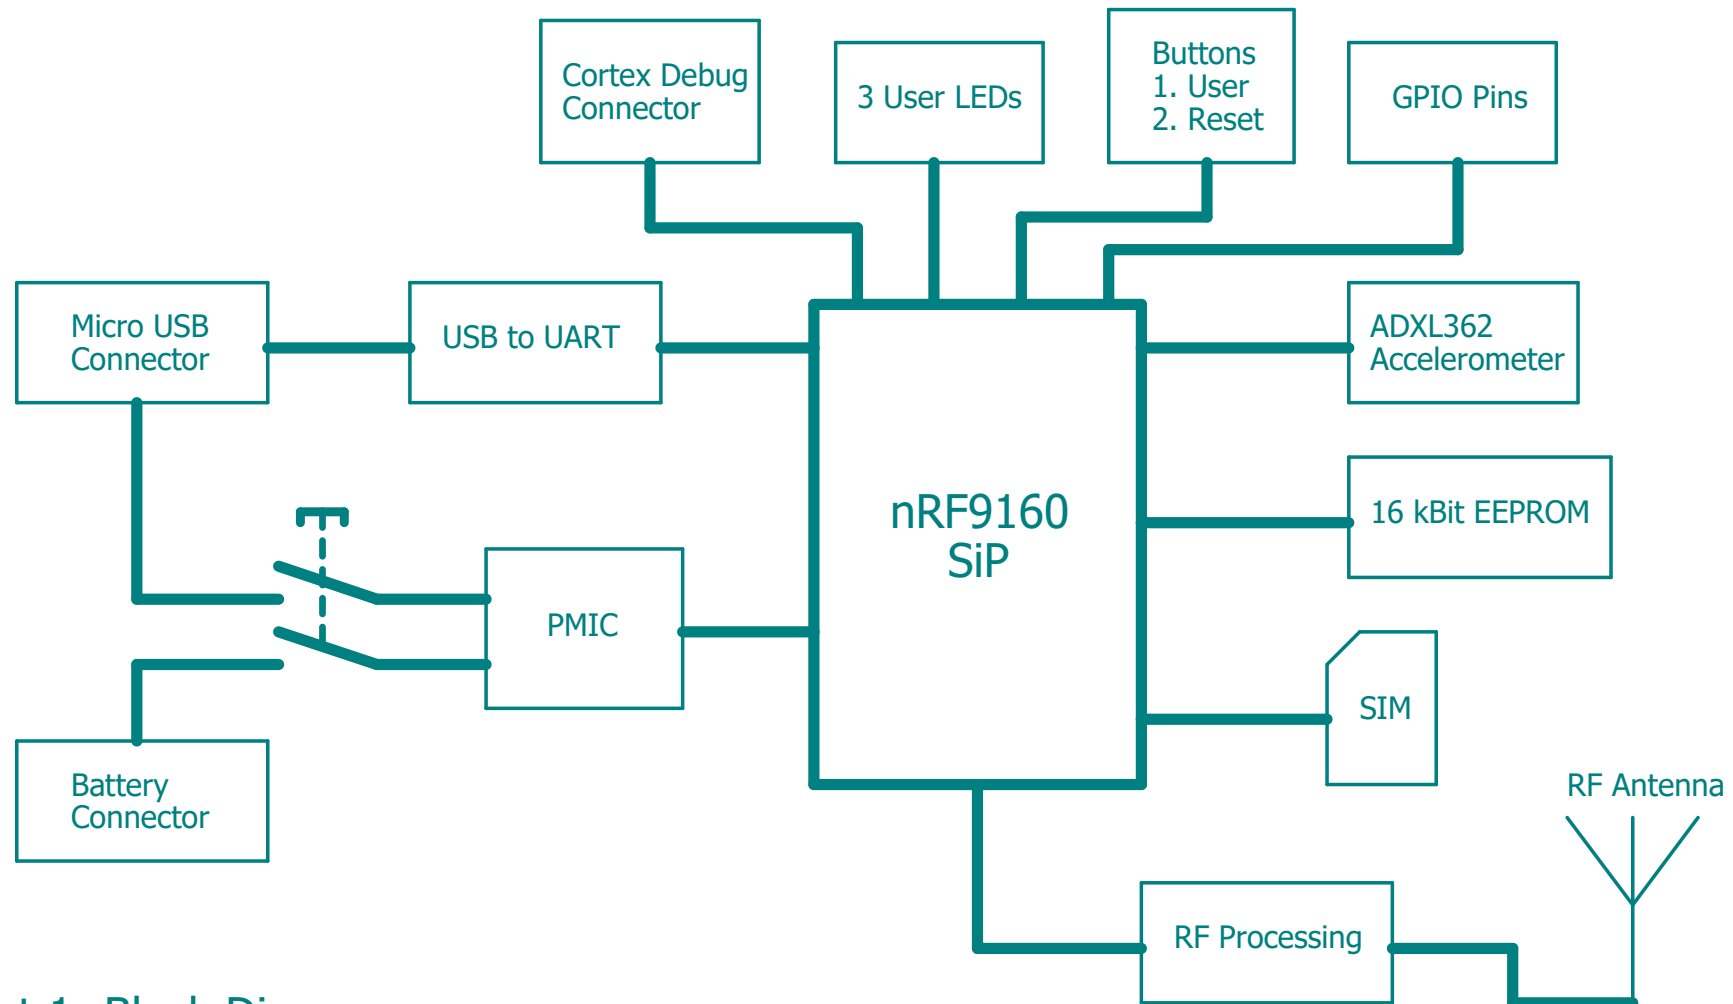 Cortex Debug
Connector
3 User LEDs
Buttons
1. User
2. Reset
GPIO Pins
Micro USB
Connector
USB to UART
ADXL362
Accelerometer
nRF9160
SiP
16 kBit EEPROM
PMIC
SIM
Battery
Connector
RF Antenna
RF Processing